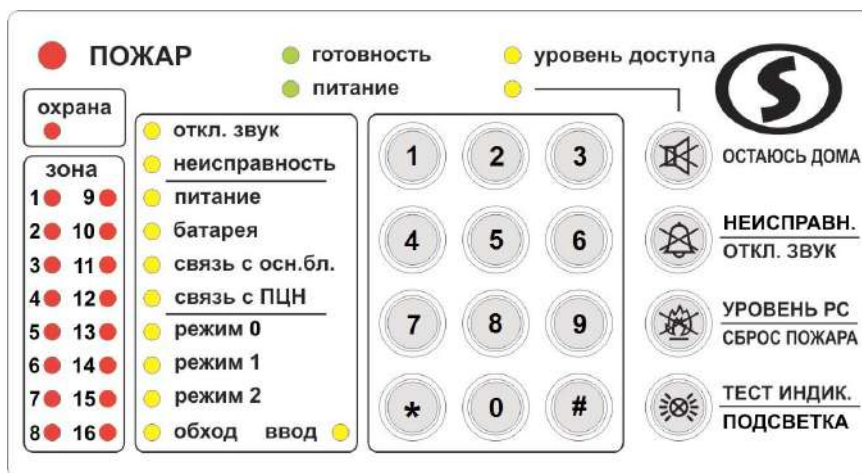 ПОЖАР
готовность
уровень доступа
питание
охрана
S
откл. звук
неисправность
питание
батарея
связь с осн.бл.
связь с ПЦН
режим 0
режим 1
режим 2
обход ввод
зона
1 9
2 10
3 11
4 12
5 13
6 14
7 15
8 16
1 2 3
4 5 6
7 8 9
* 0 #
ОСТАЮСЬ ДОМА
НЕИСПРАВН.
ОТКЛ. ЗВУК
УРОВЕНЬ РС
СБРОС ПОЖАРА
ТЕСТ ИНДИК.
ПОДСВЕТКА